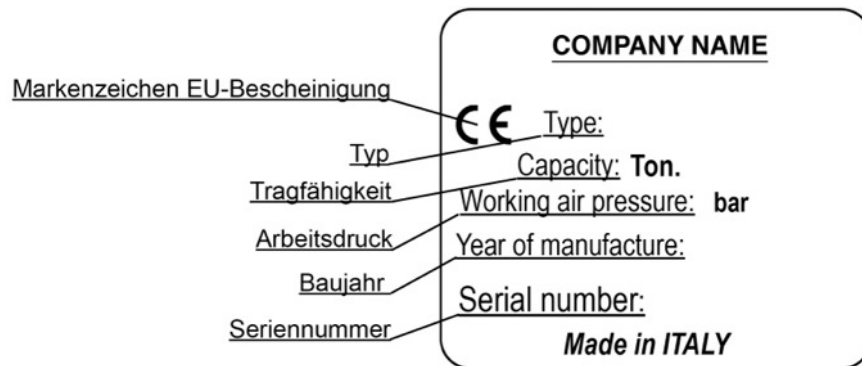 COMPANY NAME
Markenzeichen EU-Bescheinigung
CE Type:
Typ
Capacity: Ton.
Tragfähigkeit
Working air pressure: bar
Arbeitsdruck
Year of manufacture:
Baujahr
Serial number:
Seriennummer
Made in ITALY